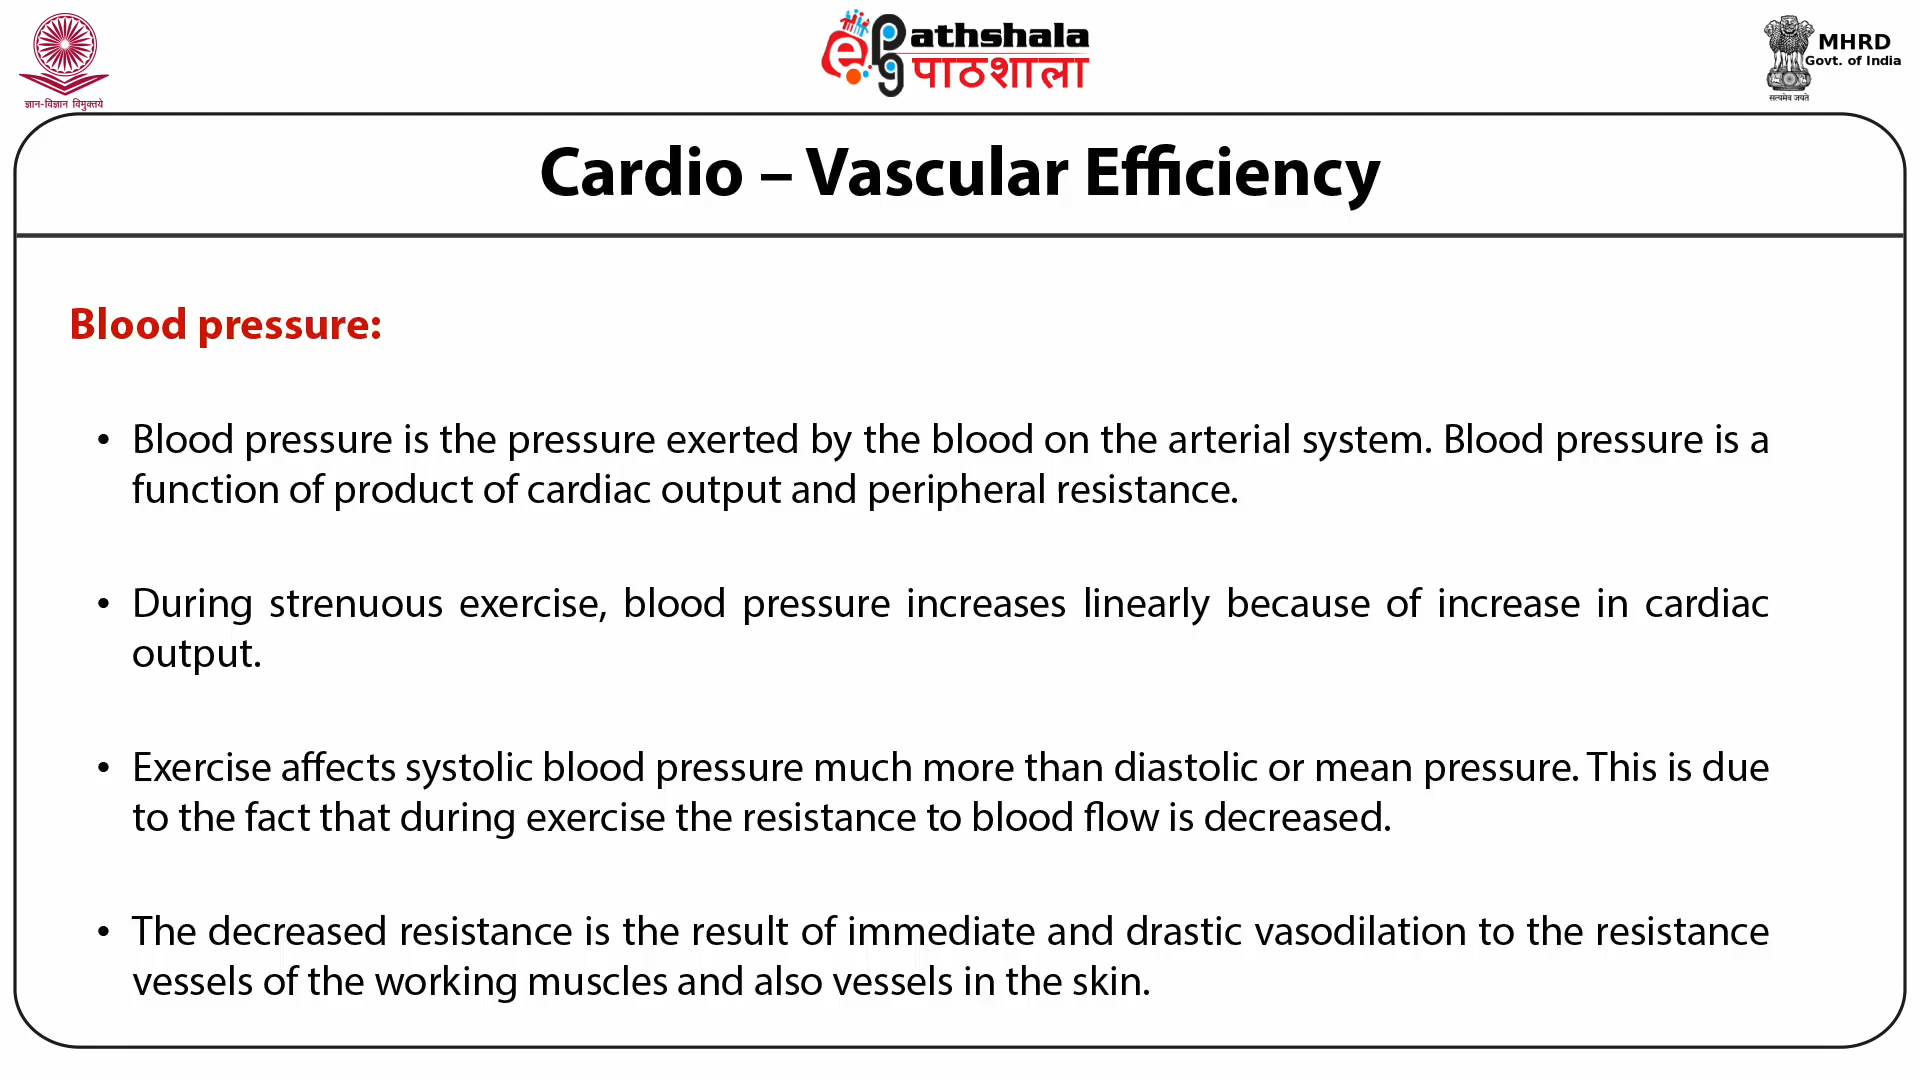 ज्ञान-विज्ञान विमुक्तये
ePathshala
पाठशाला
MHRD
Govt. of India
सत्यमेव जयते
Cardio – Vascular Efficiency
Blood pressure:
• Blood pressure is the pressure exerted by the blood on the arterial system. Blood pressure is a
function of product of cardiac output and peripheral resistance.
• During strenuous exercise, blood pressure increases linearly because of increase in cardiac
output.
• Exercise affects systolic blood pressure much more than diastolic or mean pressure. This is due
to the fact that during exercise the resistance to blood flow is decreased.
• The decreased resistance is the result of immediate and drastic vasodilation to the resistance
vessels of the working muscles and also vessels in the skin.